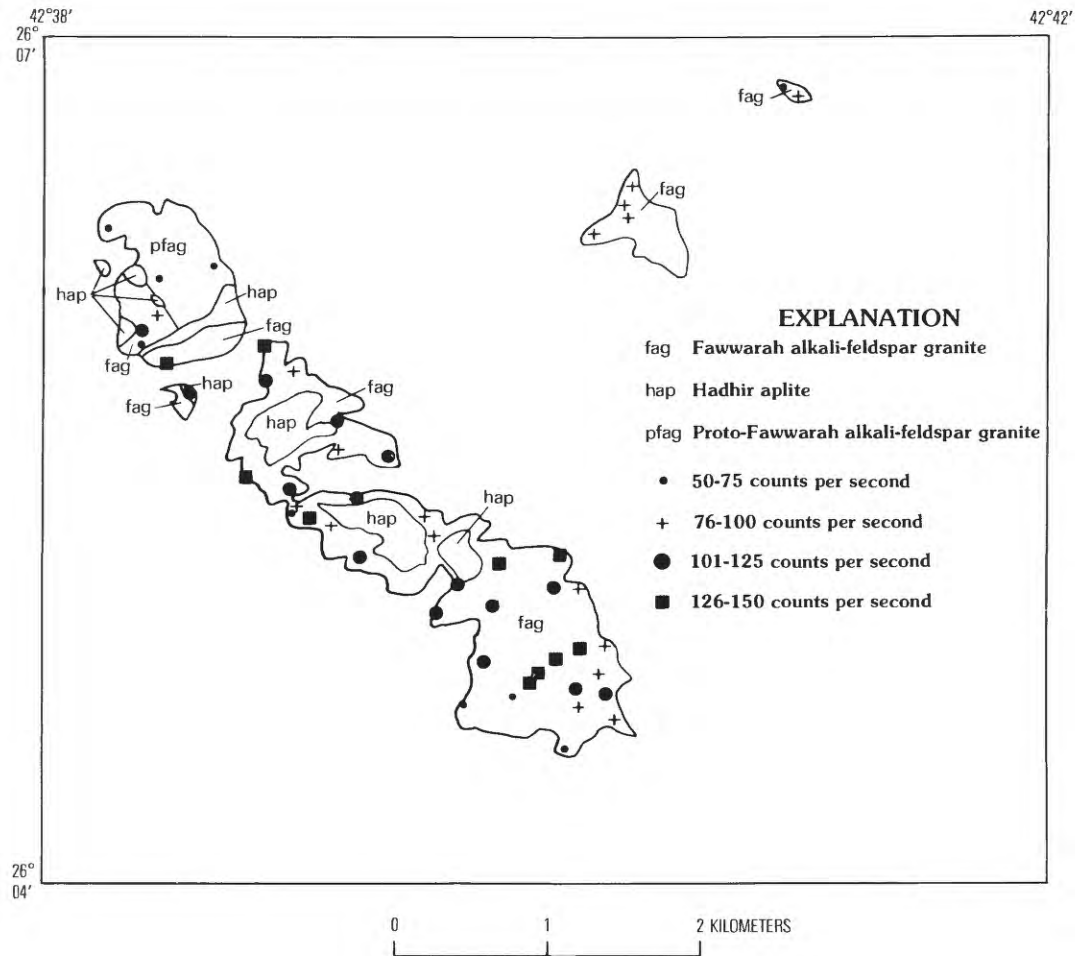 42°38'
42°42'
26°
07'
fag
fag
pfag
hap
hap
fag
fag
hap
fag
fag
hap
hap
hap
fag
EXPLANATION
fag Fawwarah alkali-feldspar granite
hap Hadhir aplite
pfag Proto-Fawwarah alkali-feldspar granite
50-75 counts per second
76-100 counts per second
101-125 counts per second
126-150 counts per second
26°
04'
0 1 2 KILOMETERS